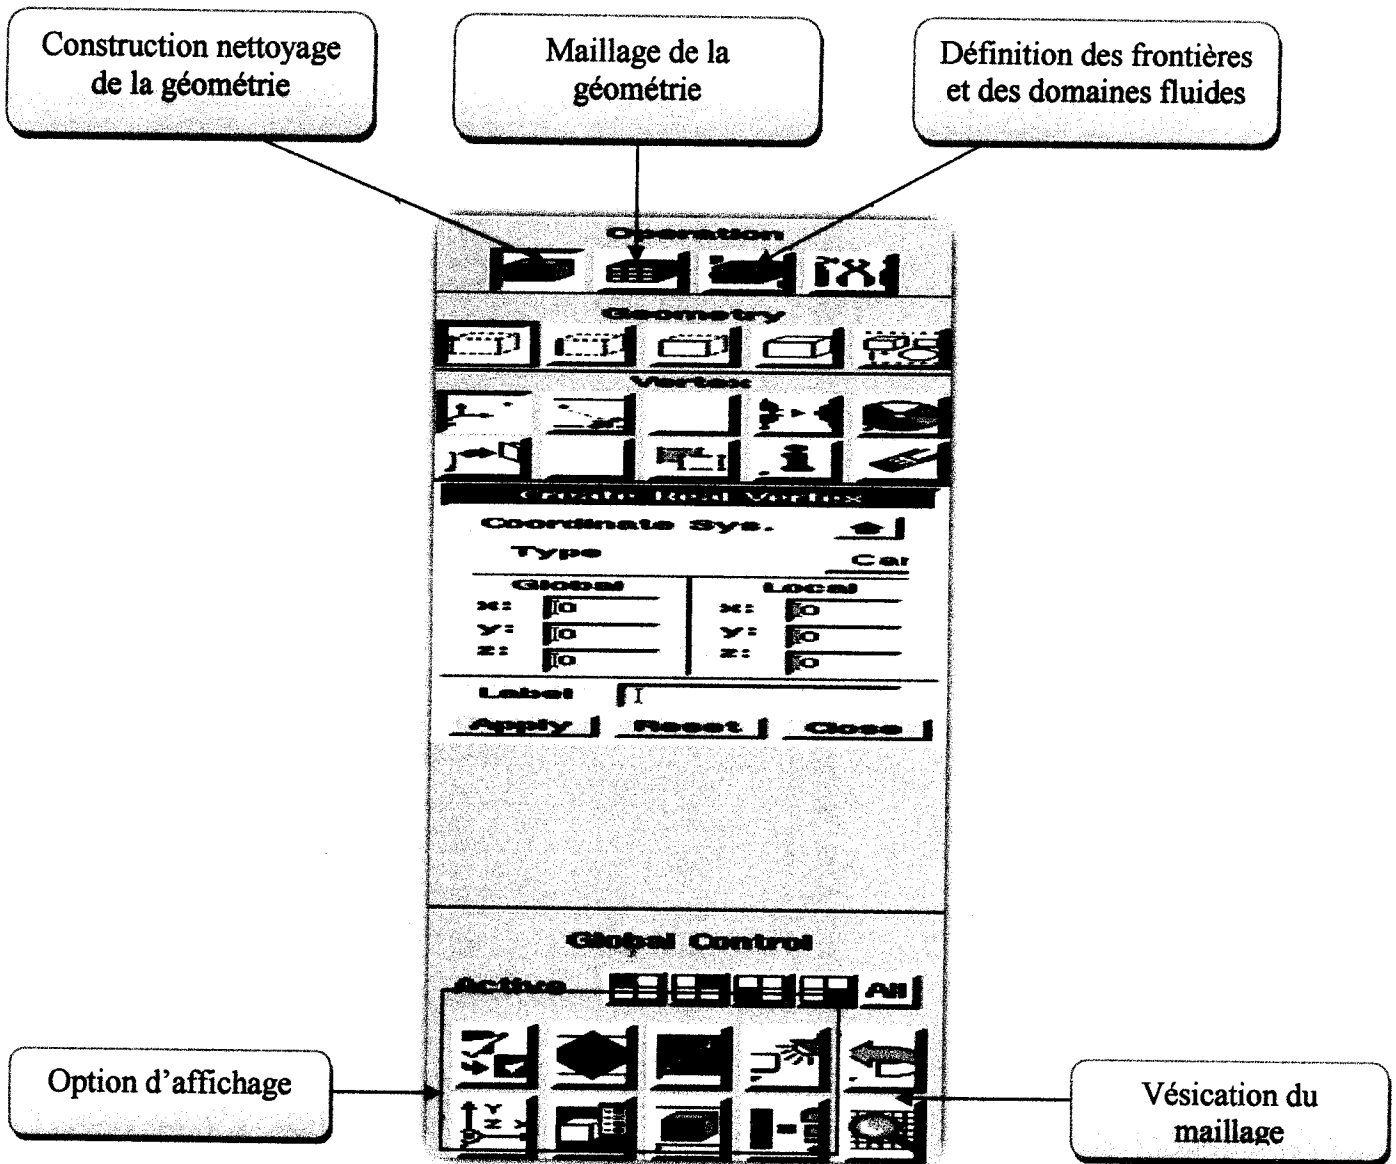 Construction nettoyage
de la géométrie
Maillage de la
géométrie
Définition des frontières
et des domaines fluides
Operation
Geometry
Vertex
Create Real Vertex
Coordinate Sys.
Type
Car
Global
Local
x: 0
x: 0
y: 0
y: 0
z: 0
z: 0
Label
Apply
Reset
Close
Global Control
Active
All
Option d'affichage
Vésication du
maillage